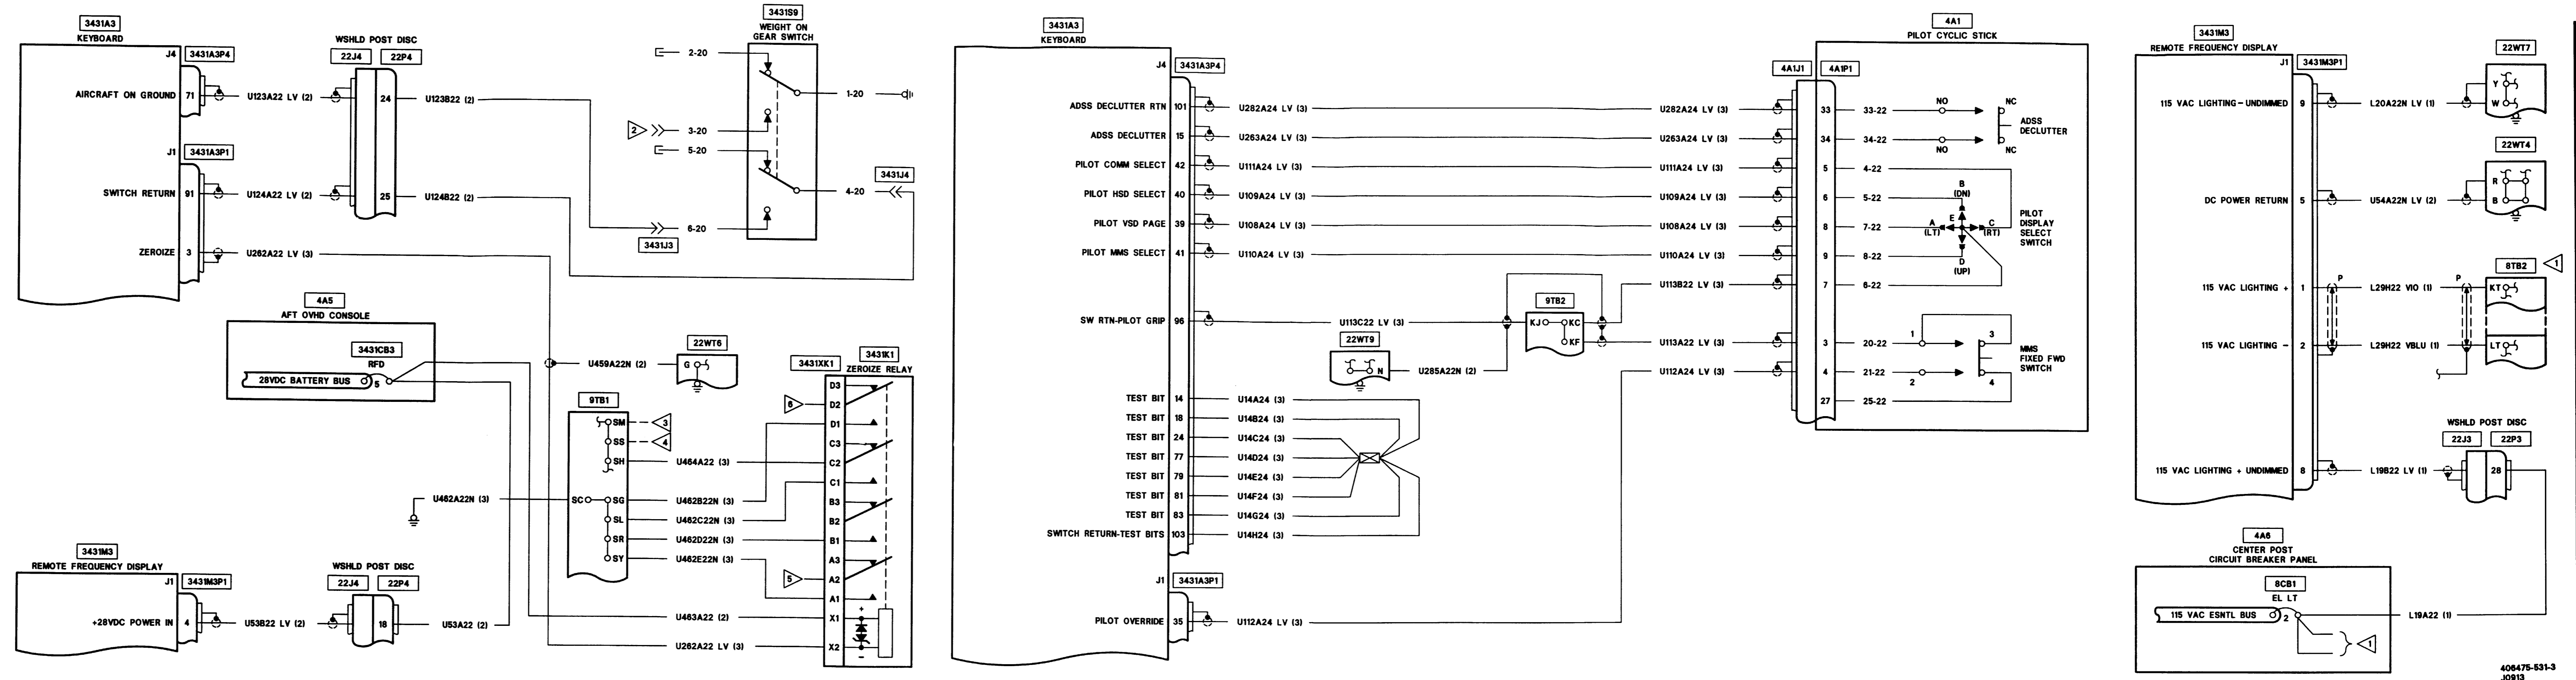 3431A3
KEYBOARD
J4
3431A3P4
AIRCRAFT ON GROUND
71
U123A22 LV (2)
WSHLD POST DISC
22J4
22P4
24
U123B22 (2)
J1
3431A3P1
SWITCH RETURN
91
U124A22 LV (2)
25
U124B22 (2)
ZEROIZE
3
U262A22 LV (3)
3431S9
WEIGHT ON
GEAR SWITCH
2-20
1-20
2
3-20
5-20
4-20
3431J4
6-20
3431J3
4A5
AFT OVHD CONSOLE
3431CB3
RFD
28VDC BATTERY BUS
5
U459A22N (2)
22WT6
G
9TB1
SM
3
SS
4
SH
U464A22 (3)
U462A22N (3)
SC
SG
U462B22N (3)
SL
U462C22N (3)
SR
U462D22N (3)
SY
U462E22N (3)
3431XK1
3431K1
ZEROIZE RELAY
D3
6
D2
D1
C3
C2
C1
B3
B2
B1
A3
5
A2
A1
U463A22 (2)
X1
+
U262A22 LV (3)
X2
−
3431M3
REMOTE FREQUENCY DISPLAY
J1
3431M3P1
+28VDC POWER IN
4
U53B22 LV (2)
WSHLD POST DISC
22J4
22P4
18
U53A22 (2)
3431A3
KEYBOARD
J4
3431A3P4
ADSS DECLUTTER RTN
101
U282A24 LV (3)
U282A24 LV (3)
ADSS DECLUTTER
15
U263A24 LV (3)
U263A24 LV (3)
PILOT COMM SELECT
42
U111A24 LV (3)
U111A24 LV (3)
PILOT HSD SELECT
40
U109A24 LV (3)
U109A24 LV (3)
PILOT VSD PAGE
39
U108A24 LV (3)
U108A24 LV (3)
PILOT MMS SELECT
41
U110A24 LV (3)
U110A24 LV (3)
U113B22 LV (3)
SW RTN-PILOT GRIP
96
U113C22 LV (3)
9TB2
KJ
KC
KF
U113A22 LV (3)
22WT9
N
U285A22N (2)
U112A24 LV (3)
TEST BIT
14
U14A24 (3)
TEST BIT
18
U14B24 (3)
TEST BIT
24
U14C24 (3)
TEST BIT
77
U14D24 (3)
TEST BIT
79
U14E24 (3)
TEST BIT
81
U14F24 (3)
TEST BIT
83
U14G24 (3)
SWITCH RETURN-TEST BITS
103
U14H24 (3)
J1
3431A3P1
PILOT OVERRIDE
35
U112A24 LV (3)
4A1
PILOT CYCLIC STICK
4A1J1
4A1P1
33
33-22
NO
NC
ADSS
DECLUTTER
34
34-22
NO
NC
5
4-22
6
5-22
8
7-22
9
8-22
7
6-22
B
(DN)
A
(LT)
E
C
(RT)
D
(UP)
PILOT
DISPLAY
SELECT
SWITCH
3
20-22
1
3
MMS
FIXED FWD
SWITCH
4
21-22
2
4
27
25-22
3431M3
REMOTE FREQUENCY DISPLAY
J1
3431M3P1
115 VAC LIGHTING-UNDIMMED
9
L20A22N LV (1)
22WT7
Y
W
DC POWER RETURN
5
U54A22N LV (2)
22WT4
R
B
115 VAC LIGHTING +
1
P
L29H22 VIO (1)
P
8TB2
1
KT
115 VAC LIGHTING -
2
L29H22 VBLU (1)
LT
WSHLD POST DISC
22J3
22P3
115 VAC LIGHTING + UNDIMMED
8
L19B22 LV (1)
28
4A6
CENTER POST
CIRCUIT BREAKER PANEL
8CB1
EL LT
115 VAC ESNTL BUS
2
L19A22 (1)
1
406475-531-3
J0913